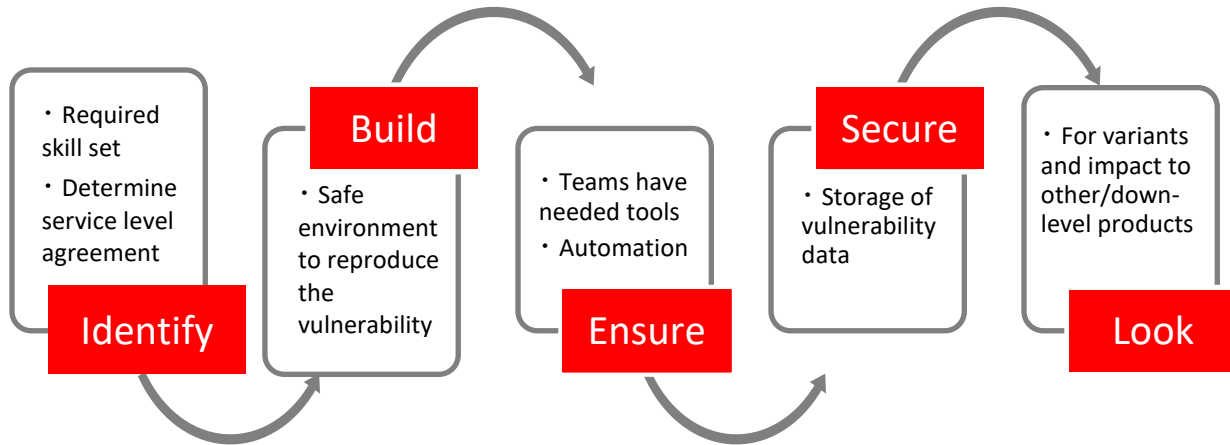 · Required
skill set
· Determine
service level
agreement
Identify
Build
· Safe
environment
to reproduce
the
vulnerability
· Teams have
needed tools
· Automation
Ensure
Secure
· Storage of
vulnerability
data
· For variants
and impact to
other/down-
level products
Look